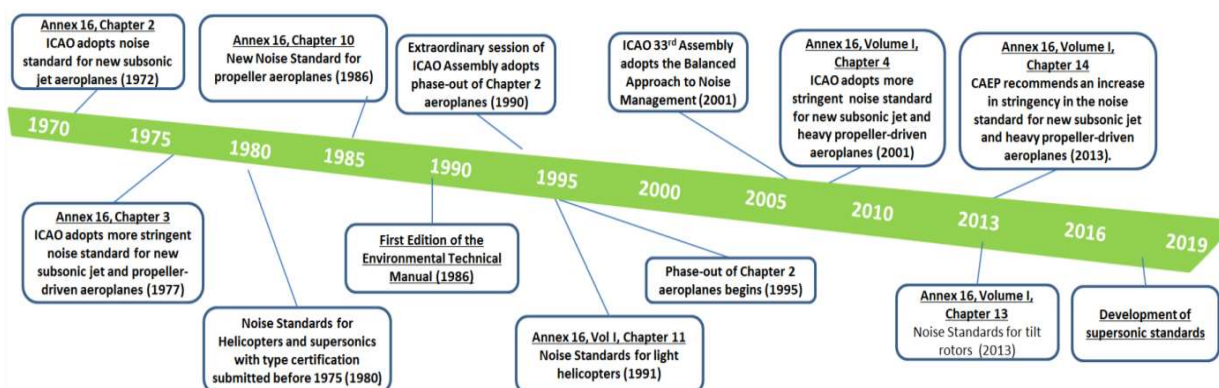 Annex 16, Chapter 2
ICAO adopts noise
standard for new subsonic
jet aeroplanes (1972)
Annex 16, Chapter 10
New Noise Standard for
propeller aeroplanes (1986)
Extraordinary session of
ICAO Assembly adopts
phase-out of Chapter 2
aeroplanes (1990)
ICAO 33rd Assembly
adopts the Balanced
Approach to Noise
Management (2001)
Annex 16, Volume I,
Chapter 4
ICAO adopts more
stringent noise standard
for new subsonic jet and
heavy propeller-driven
aeroplanes (2001)
Annex 16, Volume I,
Chapter 14
CAEP recommends an increase
in stringency in the noise
standard for new subsonic jet
and heavy propeller-driven
aeroplanes (2013).
1970
1975
1980
1985
1990
1995
2000
2005
2010
2013
2016
2019
Annex 16, Chapter 3
ICAO adopts more stringent
noise standard for new
subsonic jet and propeller-
driven aeroplanes (1977)
Noise Standards for
Helicopters and supersonics
with type certification
submitted before 1975 (1980)
First Edition of the
Environmental Technical
Manual (1986)
Annex 16, Vol I, Chapter 11
Noise Standards for light
helicopters (1991)
Phase-out of Chapter 2
aeroplanes begins (1995)
Annex 16, Volume I,
Chapter 13
Noise Standards for tilt
rotors (2013)
Development of
supersonic standards